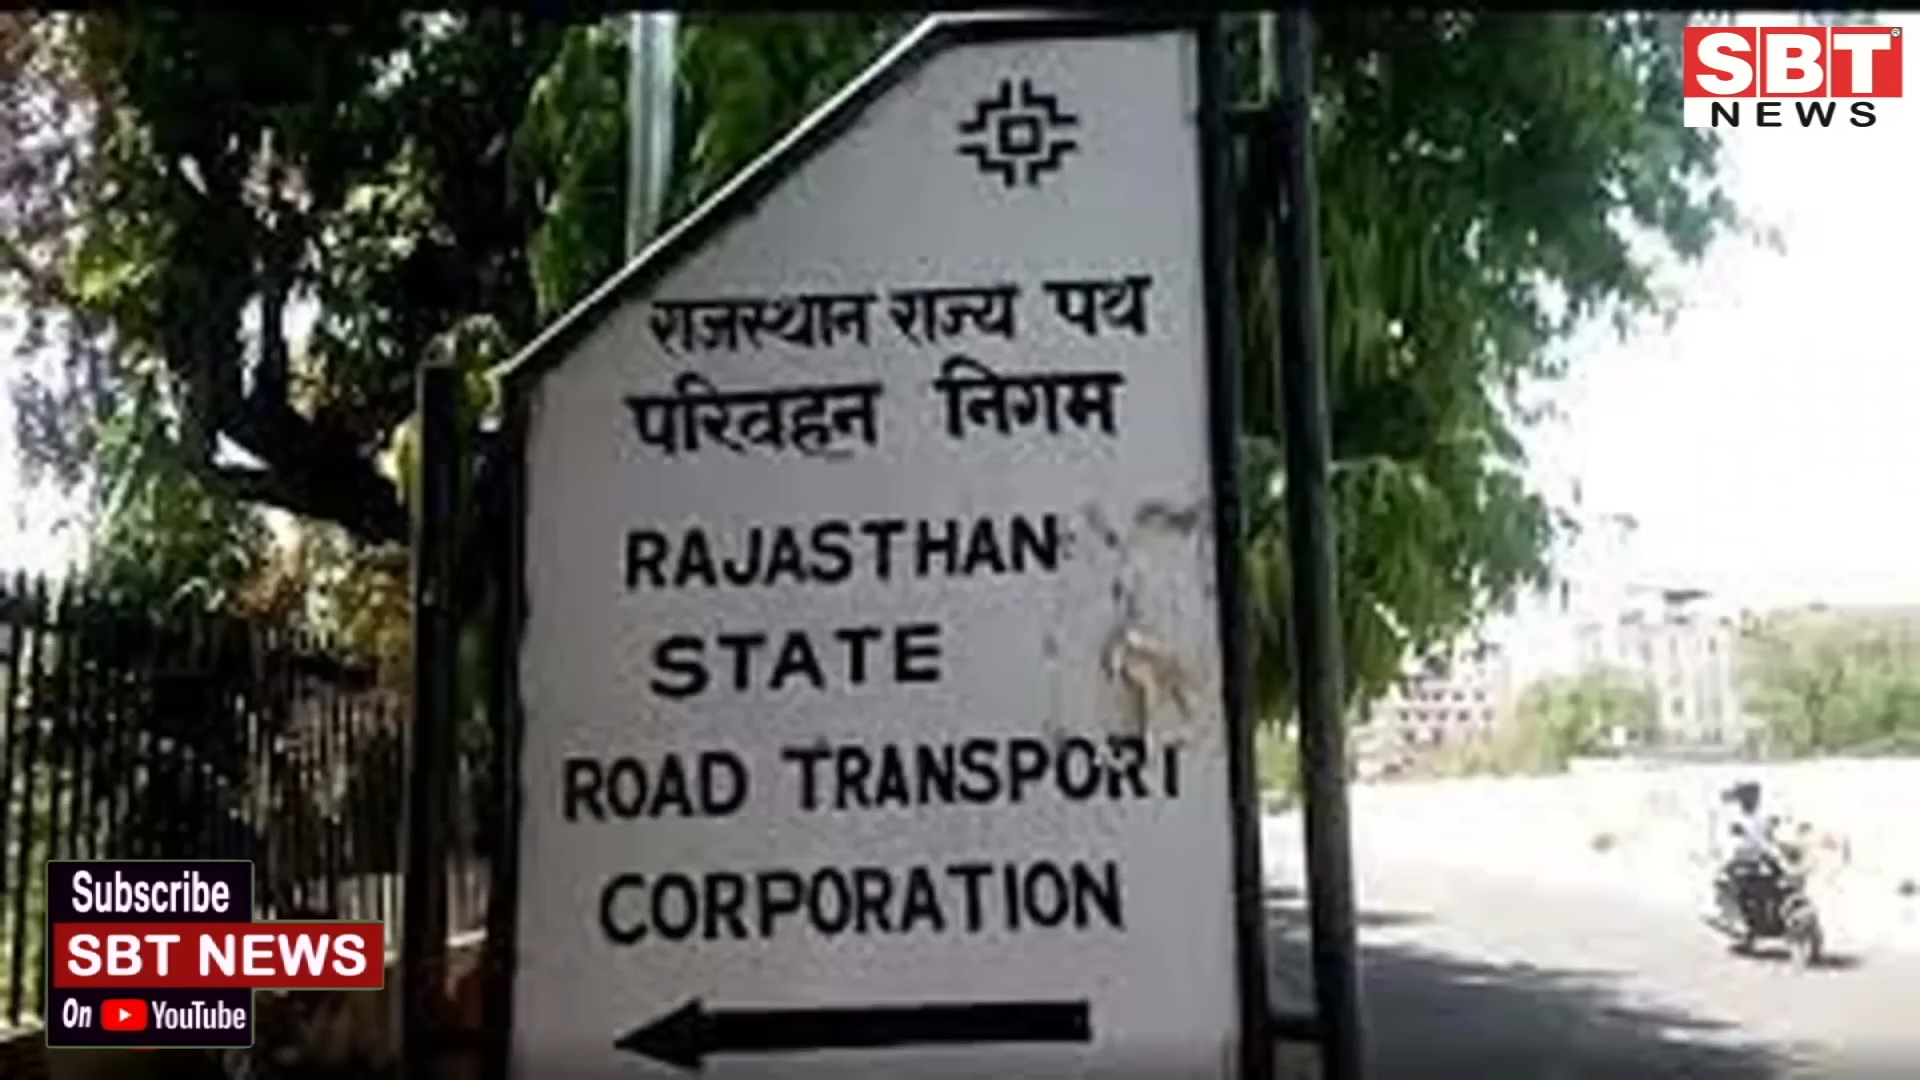 SBT
NEWS
राजस्थान राज्य पथ
परिवहन निगम
RAJASTHAN
STATE
ROAD TRANSPORT
CORPORATION
Subscribe
SBT NEWS
On YouTube